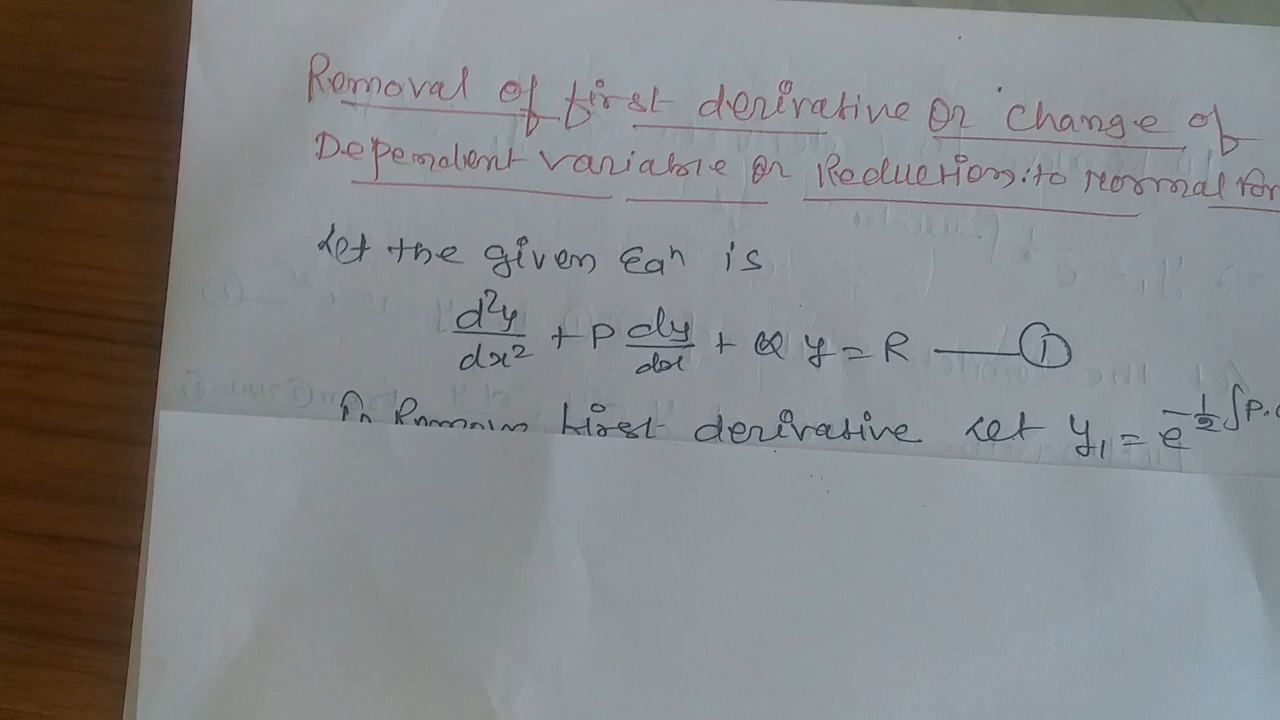 Removal of first derivative or change of
Dependent variable or Reduction to normal for
Let the given Eqn is
d²y/dx² + P dy/dx + Q y = R — ①
first derivative let y₁ = e^{-1/2 ∫P.